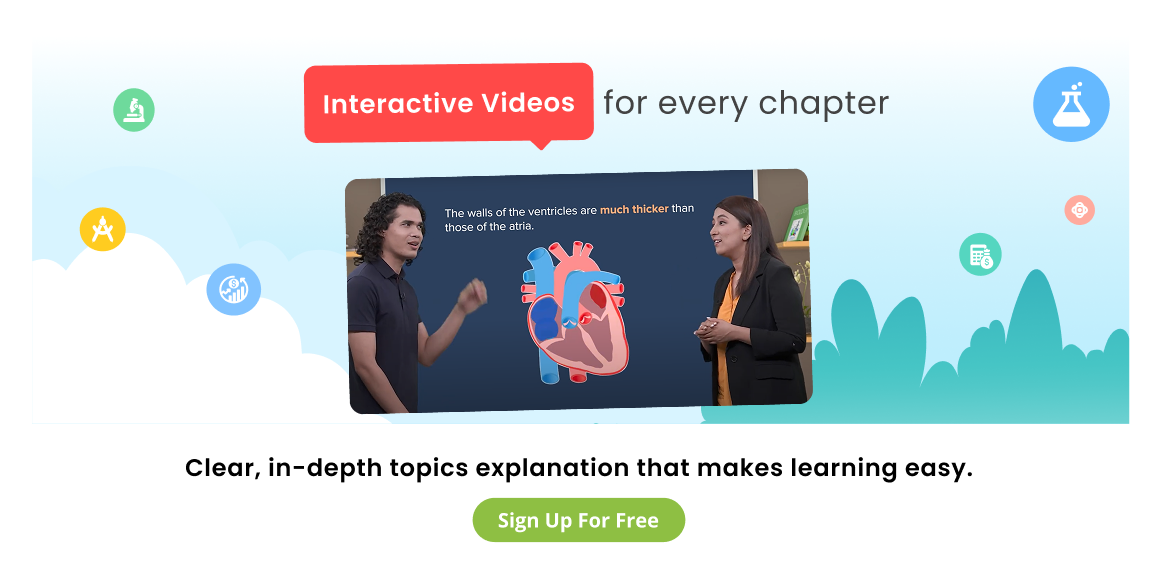 Interactive Videos for every chapter
The walls of the ventricles are much thicker than
those of the atria.
Clear, in-depth topics explanation that makes learning easy.
Sign Up For Free